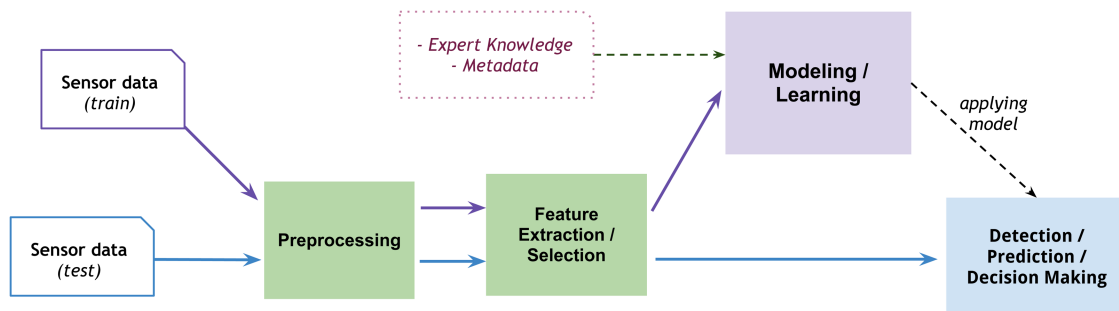 - Expert Knowledge
- Metadata
Sensor data
(train)
Modeling /
Learning
applying
model
Preprocessing
Feature
Extraction /
Selection
Sensor data
(test)
Detection /
Prediction /
Decision Making